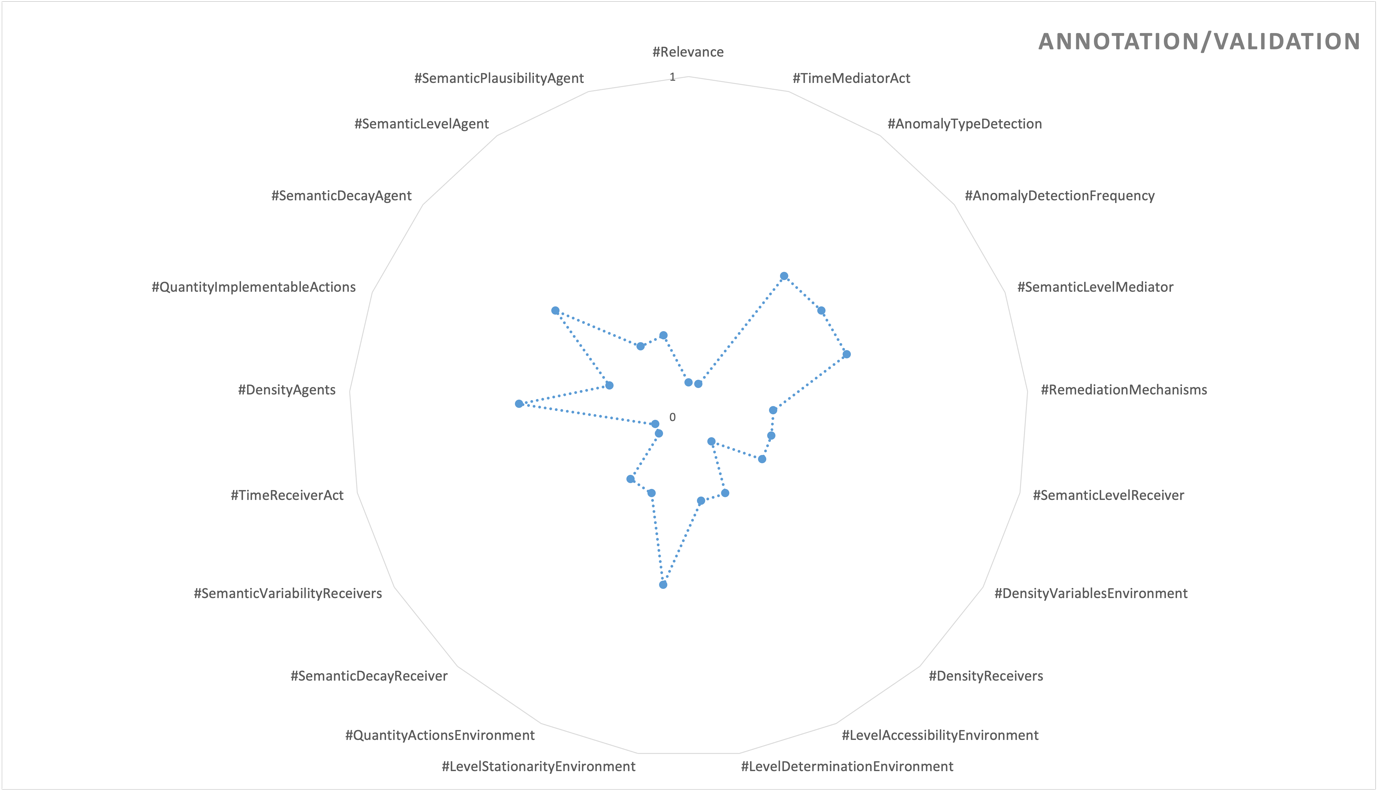 ANNOTATION/VALIDATION
#Relevance
1
#TimeMediatorAct
#AnomalyTypeDetection
#AnomalyDetectionFrequency
#SemanticLevelMediator
#RemediationMechanisms
#SemanticLevelReceiver
#DensityVariablesEnvironment
#DensityReceivers
#LevelAccessibilityEnvironment
#LevelDeterminationEnvironment
#LevelStationarityEnvironment
#QuantityActionsEnvironment
#SemanticDecayReceiver
#SemanticVariabilityReceivers
#TimeReceiverAct
#DensityAgents
#QuantityImplementableActions
#SemanticDecayAgent
#SemanticLevelAgent
#SemanticPlausibilityAgent
0